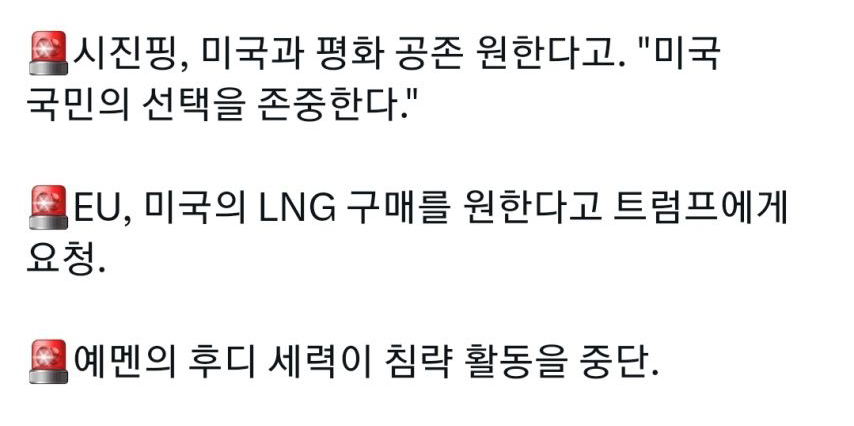 🚨시진핑, 미국과 평화 공존 원한다고. "미국
국민의 선택을 존중한다."
🚨EU, 미국의 LNG 구매를 원한다고 트럼프에게
요청.
🚨예멘의 후디 세력이 침략 활동을 중단.